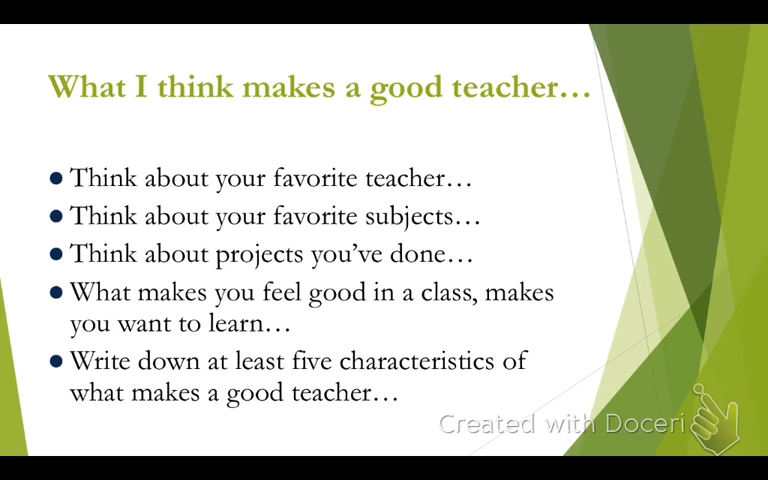 What I think makes a good teacher…
Think about your favorite teacher…
Think about your favorite subjects…
Think about projects you've done…
What makes you feel good in a class, makes
you want to learn…
Write down at least five characteristics of
what makes a good teacher…
Created with Doceri